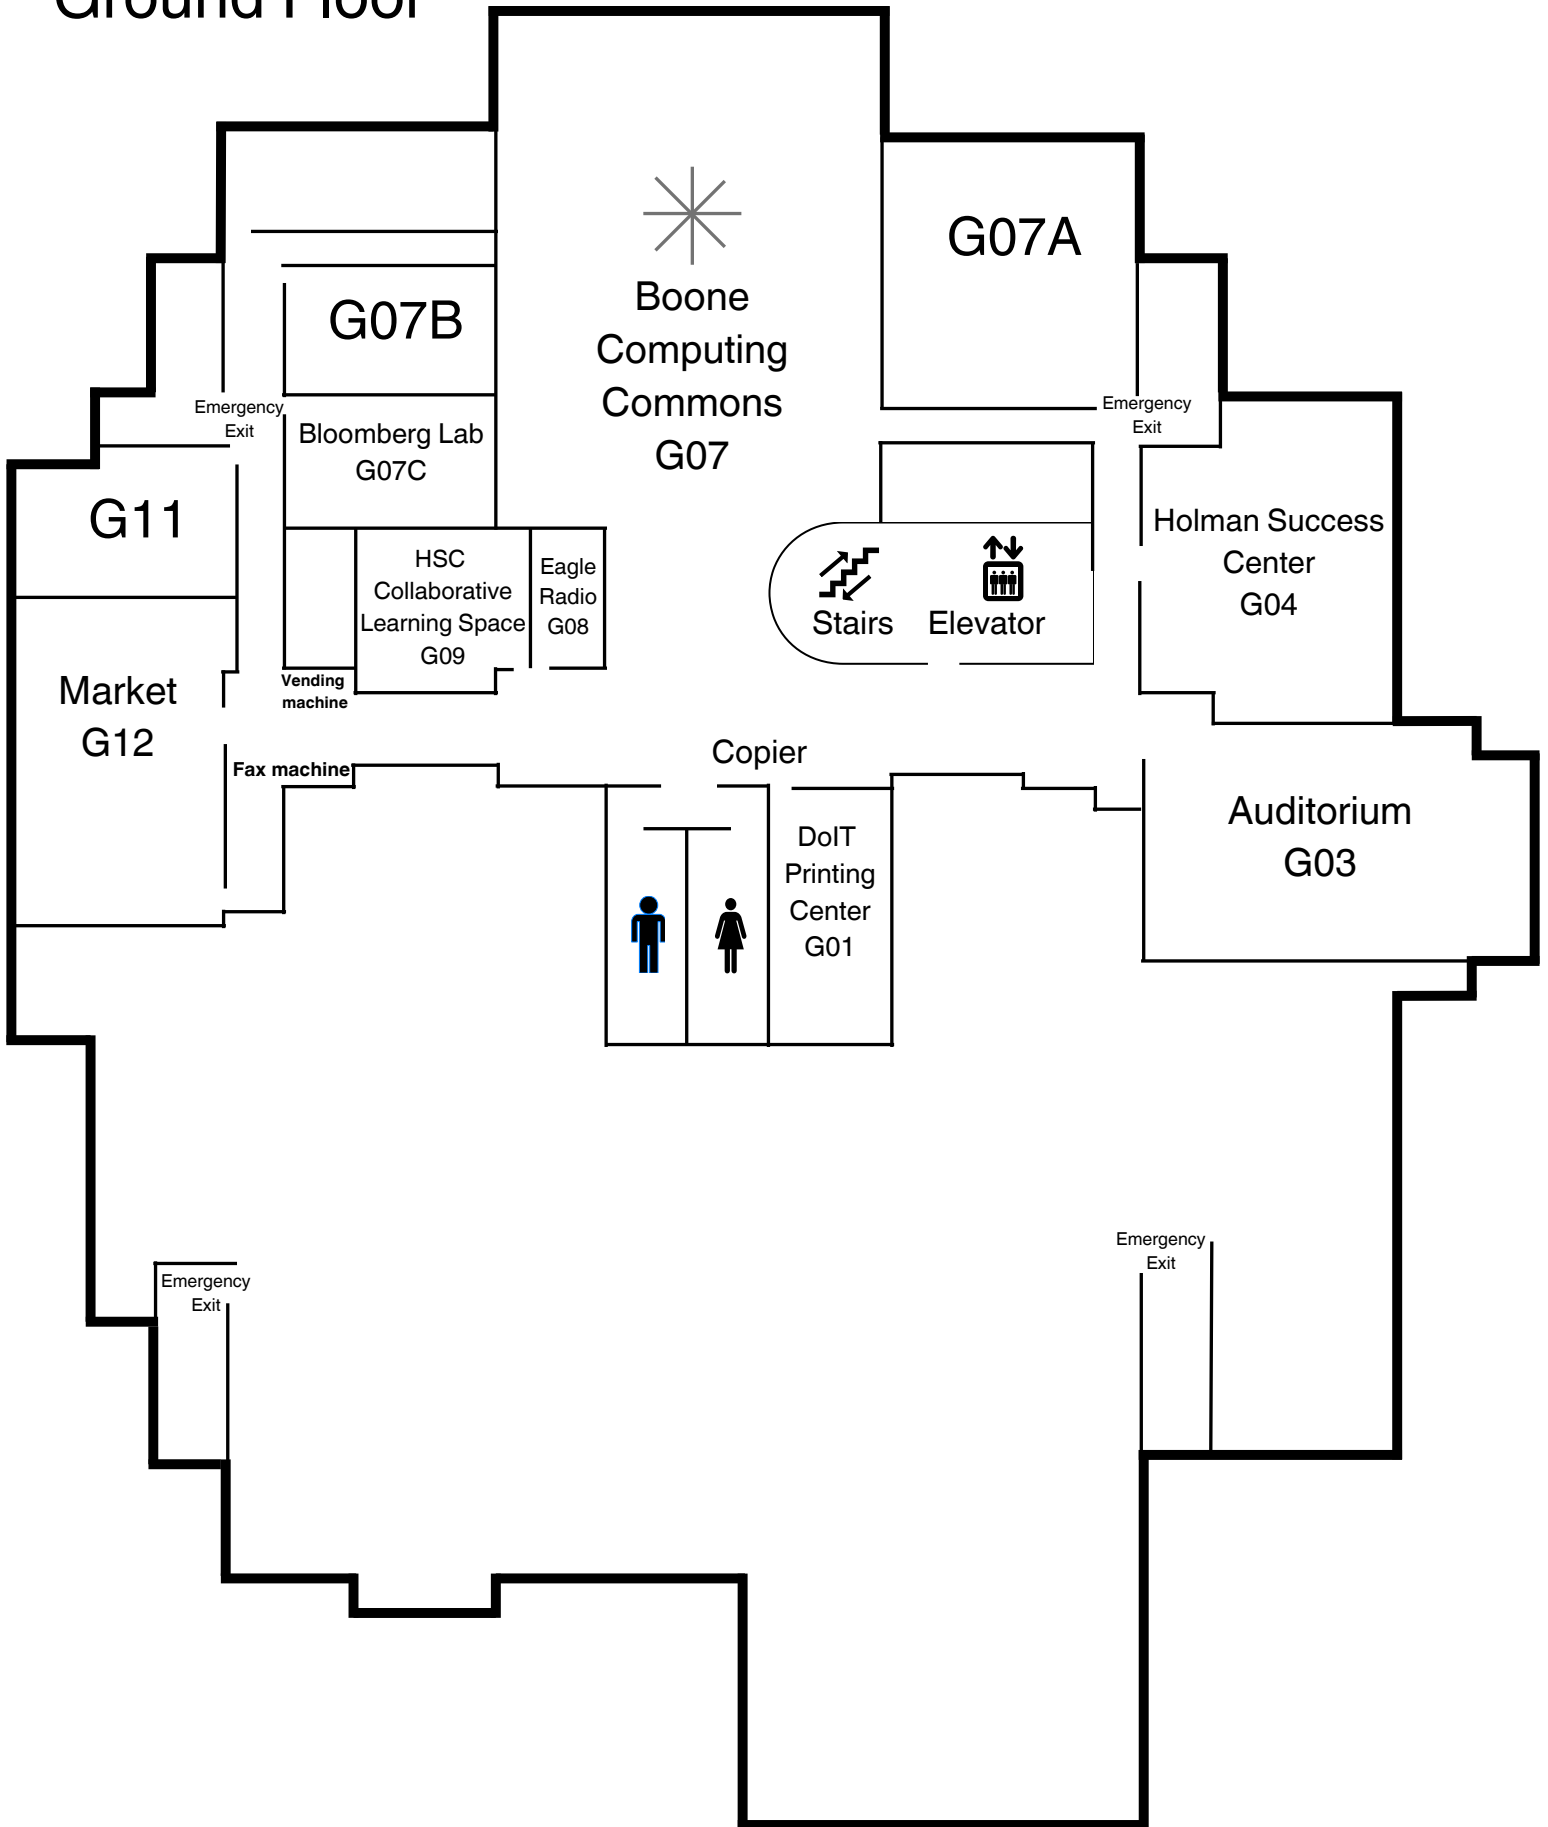 Ground Floor
G07A
Boone
Computing
Commons
G07
G07B
Emergency
Exit
Emergency
Exit
Bloomberg Lab
G07C
G11
HSC
Collaborative
Learning Space
G09
Eagle
Radio
G08
Stairs
Elevator
Holman Success
Center
G04
Vending
machine
Market
G12
Fax machine
Copier
DoIT
Printing
Center
G01
Auditorium
G03
Emergency
Exit
Emergency
Exit